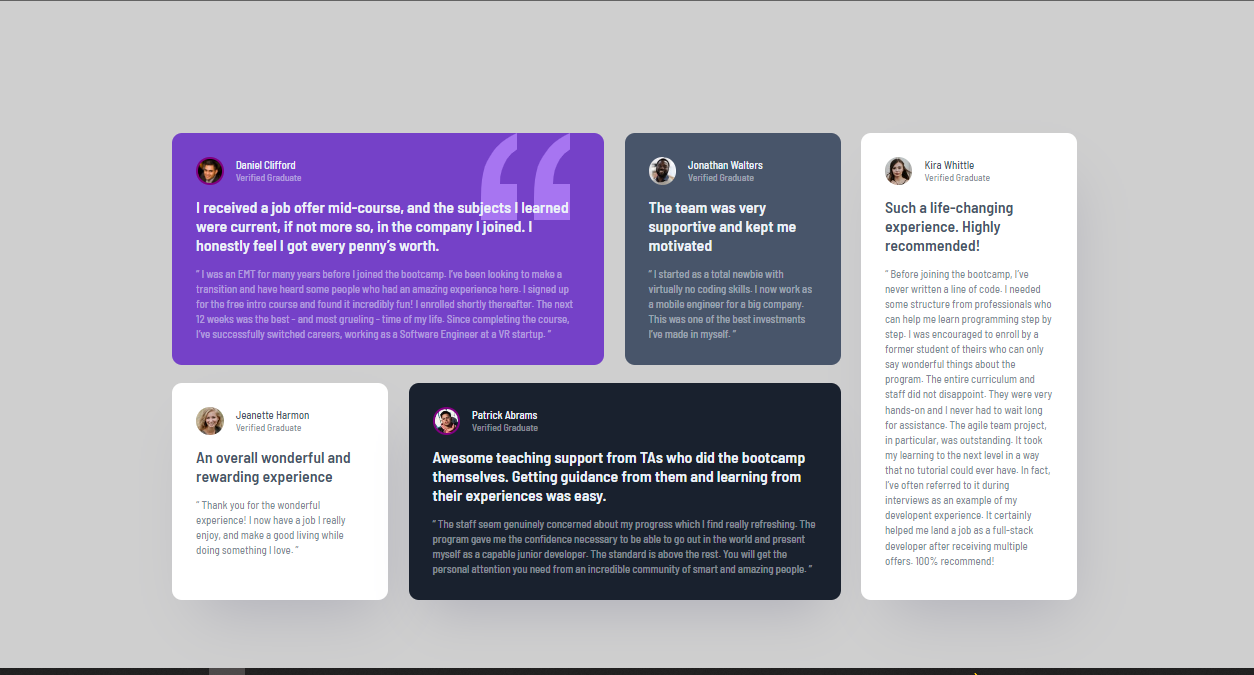 Daniel Clifford
Verified Graduate
I received a job offer mid-course, and the subjects I learned
were current, if not more so, in the company I joined. I
honestly feel I got every penny’s worth.
“ I was an EMT for many years before I joined the bootcamp. I’ve been looking to make a
transition and have heard some people who had an amazing experience here. I signed up
for the free intro course and found it incredibly fun! I enrolled shortly thereafter. The next
12 weeks was the best - and most grueling - time of my life. Since completing the course,
I’ve successfully switched careers, working as a Software Engineer at a VR startup. ”
Jonathan Walters
Verified Graduate
The team was very
supportive and kept me
motivated
“ I started as a total newbie with
virtually no coding skills. I now work as
a mobile engineer for a big company.
This was one of the best investments
I’ve made in myself. ”
Kira Whittle
Verified Graduate
Such a life-changing
experience. Highly
recommended!
“ Before joining the bootcamp, I’ve
never written a line of code. I needed
some structure from professionals who
can help me learn programming step by
step. I was encouraged to enroll by a
former student of theirs who can only
say wonderful things about the
program. The entire curriculum and
staff did not disappoint. They were very
hands-on and I never had to wait long
for assistance. The agile team project,
in particular, was outstanding. It took
my learning to the next level in a way
that no tutorial could ever have. In fact,
I’ve often referred to it during
interviews as an example of my
developent experience. It certainly
helped me land a job as a full-stack
developer after receiving multiple
offers. 100% recommend!
Jeanette Harmon
Verified Graduate
An overall wonderful and
rewarding experience
“ Thank you for the wonderful
experience! I now have a job I really
enjoy, and make a good living while
doing something I love. ”
Patrick Abrams
Verified Graduate
Awesome teaching support from TAs who did the bootcamp
themselves. Getting guidance from them and learning from
their experiences was easy.
“ The staff seem genuinely concerned about my progress which I find really refreshing. The
program gave me the confidence necessary to be able to go out in the world and present
myself as a capable junior developer. The standard is above the rest. You will get the
personal attention you need from an incredible community of smart and amazing people. ”